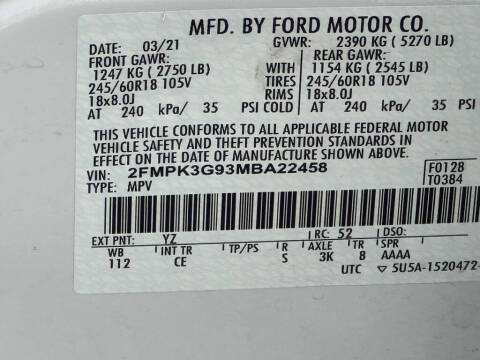 MFD. BY FORD MOTOR CO.
DATE: 03/21 GVWR: 2390 KG ( 5270 LB)
FRONT GAWR: REAR GAWR:
1247 KG ( 2750 LB) WITH 1154 KG ( 2545 LB)
245/60R18 105V TIRES 245/60R18 105V
18x8.0J RIMS 18x8.0J
AT 240 kPa/ 35 PSI COLD AT 240 kPa/ 35 PSI
THIS VEHICLE CONFORMS TO ALL APPLICABLE FEDERAL MOTOR
VEHICLE SAFETY AND THEFT PREVENTION STANDARDS
IN EFFECT ON THE DATE OF MANUFACTURE SHOWN ABOVE.
VIN: 2FMPK3G93MBA22458 F0128
TYPE: MPV T0384
EXT PNT: YZ RC: 52 DSO:
WB INT TR TP/PS R AXLE TR SPR
112 CE S 3K 8 AAAA
UTC ▽ 5U5A-1520472-